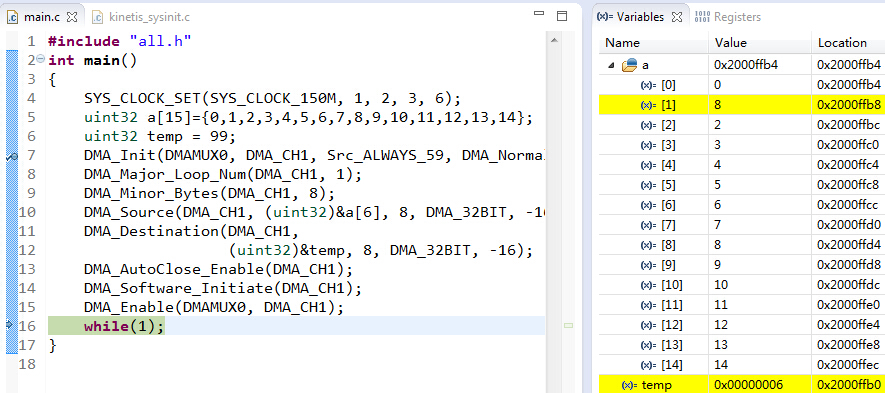 main.c kinetis_sysinit.c
1 #include "all.h"
2 int main()
3 {
4 SYS_CLOCK_SET(SYS_CLOCK_150M, 1, 2, 3, 6);
5 uint32 a[15]={0,1,2,3,4,5,6,7,8,9,10,11,12,13,14};
6 uint32 temp = 99;
7 DMA_Init(DMAMUX0, DMA_CH1, Src_ALWAYS_59, DMA_Norma
8 DMA_Major_Loop_Num(DMA_CH1, 1);
9 DMA_Minor_Bytes(DMA_CH1, 8);
10 DMA_Source(DMA_CH1, (uint32)&a[6], 8, DMA_32BIT, -16
11 DMA_Destination(DMA_CH1,
12 (uint32)&temp, 8, DMA_32BIT, -16);
13 DMA_AutoClose_Enable(DMA_CH1);
14 DMA_Software_Initiate(DMA_CH1);
15 DMA_Enable(DMAMUX0, DMA_CH1);
16 while(1);
17 }
18
(x)= Variables Registers
Name Value Location
a 0x2000ffb4 0x2000ffb4
(x)= [0] 0 0x2000ffb4
(x)= [1] 8 0x2000ffb8
(x)= [2] 2 0x2000ffbc
(x)= [3] 3 0x2000ffc0
(x)= [4] 4 0x2000ffc4
(x)= [5] 5 0x2000ffc8
(x)= [6] 6 0x2000ffcc
(x)= [7] 7 0x2000ffd0
(x)= [8] 8 0x2000ffd4
(x)= [9] 9 0x2000ffd8
(x)= [10] 10 0x2000ffdc
(x)= [11] 11 0x2000ffe0
(x)= [12] 12 0x2000ffe4
(x)= [13] 13 0x2000ffe8
(x)= [14] 14 0x2000ffec
(x)= temp 0x00000006 0x2000ffb0